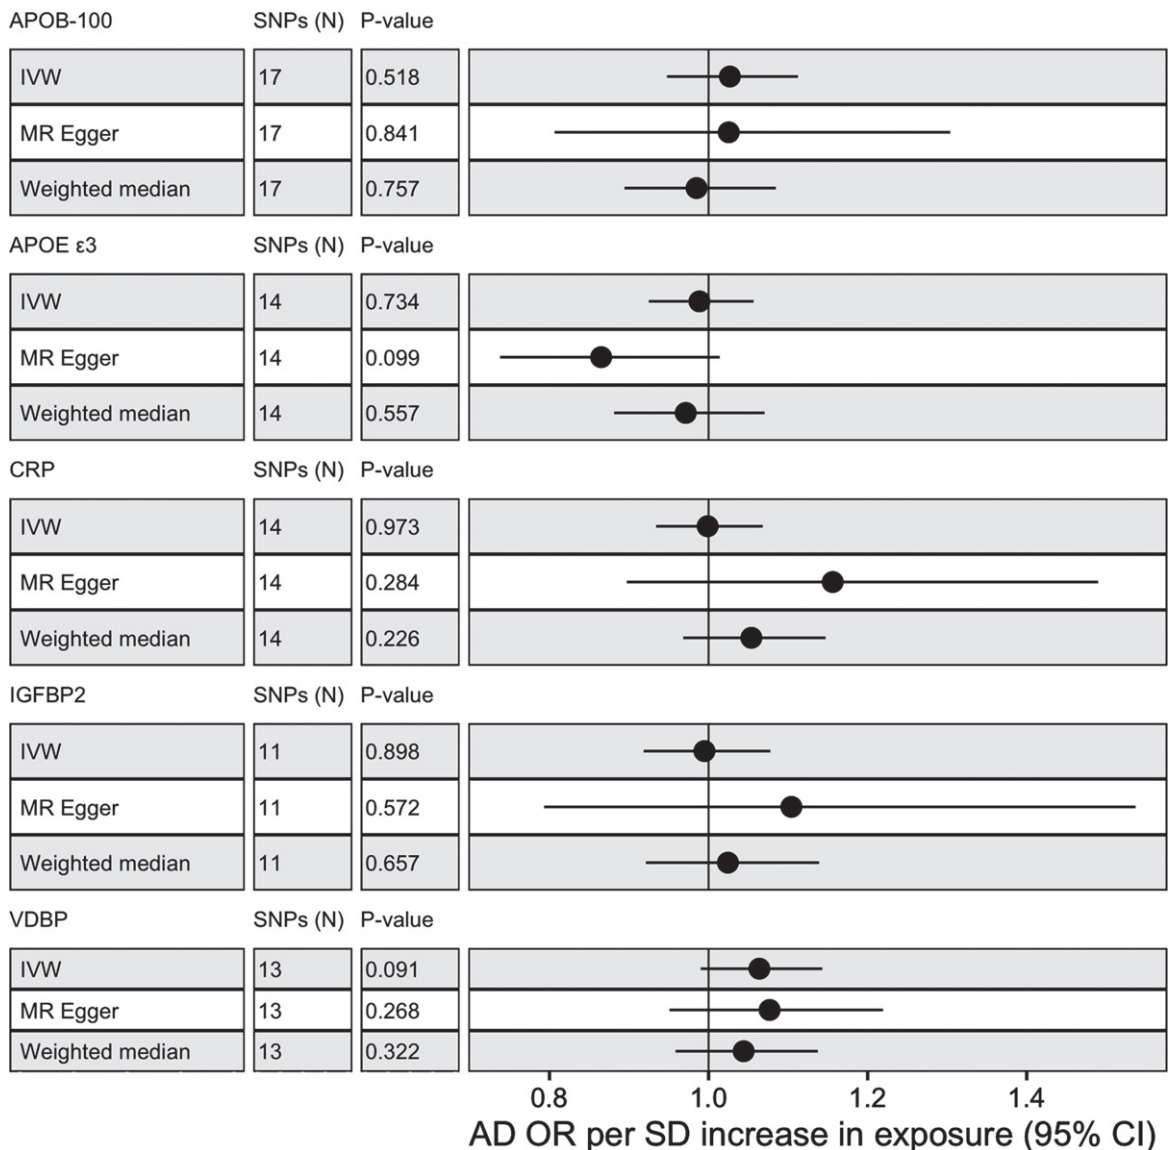 APOB-100 SNPs (N) P-value
IVW 17 0.518
MR Egger 17 0.841
Weighted median 17 0.757
APOE ε3 SNPs (N) P-value
IVW 14 0.734
MR Egger 14 0.099
Weighted median 14 0.557
CRP SNPs (N) P-value
IVW 14 0.973
MR Egger 14 0.284
Weighted median 14 0.226
IGFBP2 SNPs (N) P-value
IVW 11 0.898
MR Egger 11 0.572
Weighted median 11 0.657
VDBP SNPs (N) P-value
IVW 13 0.091
MR Egger 13 0.268
Weighted median 13 0.322
0.8 1.0 1.2 1.4
AD OR per SD increase in exposure (95% CI)